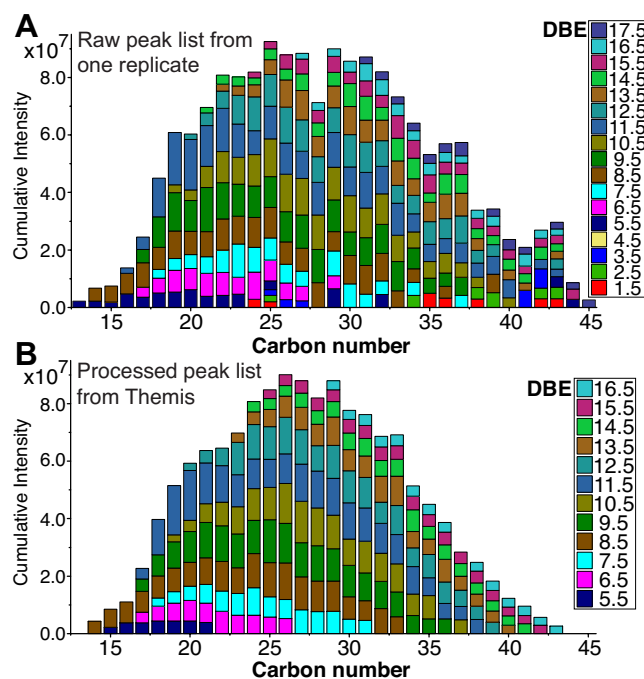 A
×10⁷
Raw peak list from
one replicate
DBE
17.5
16.5
15.5
14.5
13.5
12.5
11.5
10.5
9.5
8.5
7.5
6.5
5.5
4.5
3.5
2.5
1.5
Cumulative Intensity
8.0
6.0
4.0
2.0
0.0
15 20 25 30 35 40 45
Carbon number
B
×10⁷
Processed peak list
from Themis
DBE
16.5
15.5
14.5
13.5
12.5
11.5
10.5
9.5
8.5
7.5
6.5
5.5
Cumulative Intensity
8.0
6.0
4.0
2.0
0.0
15 20 25 30 35 40 45
Carbon number